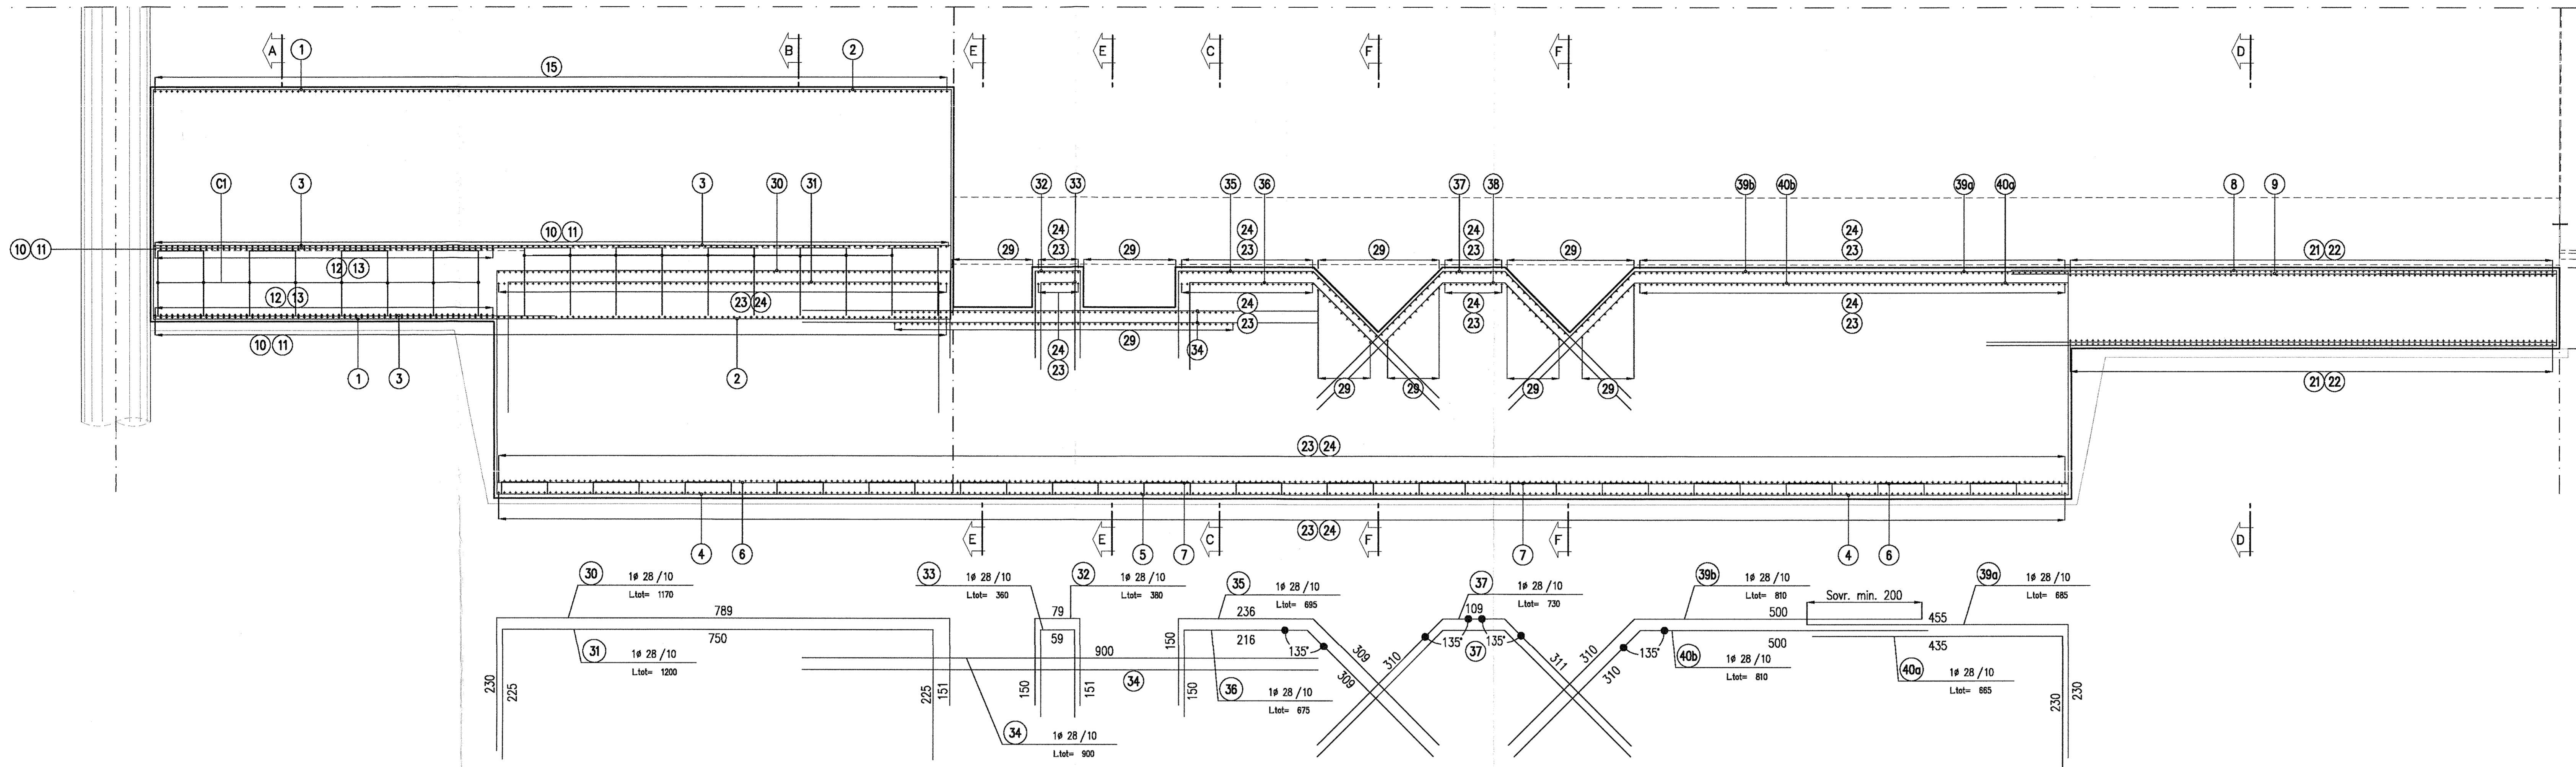 A 1 B 2 E E C F F D
15
C1 3 3 30 31 32 33 35 36 37 38 39b 40b 39a 40a 8 9
24 24 24 24
10 11 10 11 29 23 29 23 29 23 29 23 21 22
12 13
12 13 23 24 24 24 24
10 11 29 23 34 23 23
24
23
1 3 2 29 29 29 29 21 22
23 24
23 24
4 6 E E 5 7 C F 7 F 4 6 D
30 1ø 28 /10
L.tot= 1170
33 1ø 28 /10
L.tot= 360
32 1ø 28 /10
L.tot= 380
35 1ø 28 /10
L.tot= 695
37 1ø 28 /10
L.tot= 730
39b 1ø 28 /10
L.tot= 810
39a 1ø 28 /10
L.tot= 685
Sovr. min. 200
789 79 236 109 500 455
750 59 216 500 435
31 1ø 28 /10
L.tot= 1200
900
34
135° 135° 135° 135°
37
230 225 225 151 150 151 150 150 309 309 310 311 310 310 230 230
36 1ø 28 /10
L.tot= 675
40b 1ø 28 /10
L.tot= 810
40a 1ø 28 /10
L.tot= 665
34 1ø 28 /10
L.tot= 900